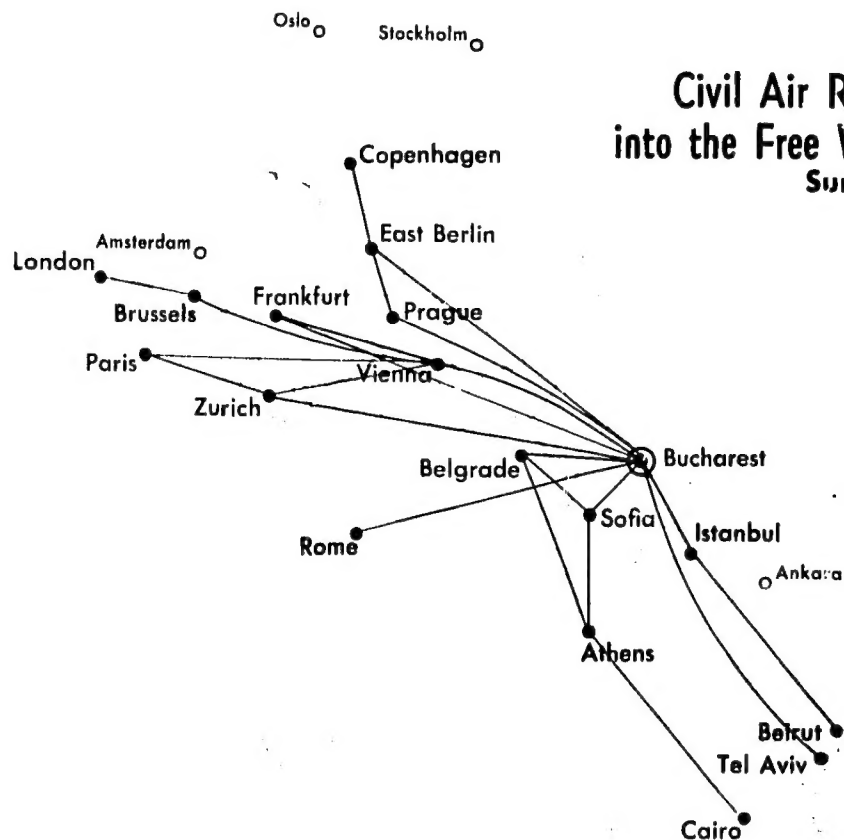 Oslo
Stockholm
Civil Air R
into the Free W
Sum
Copenhagen
East Berlin
Amsterdam
London
Brussels
Frankfurt
Prague
Paris
Vienna
Zurich
Belgrade
Bucharest
Sofia
Istanbul
Rome
Ankara
Athens
Beirut
Tel Aviv
Cairo